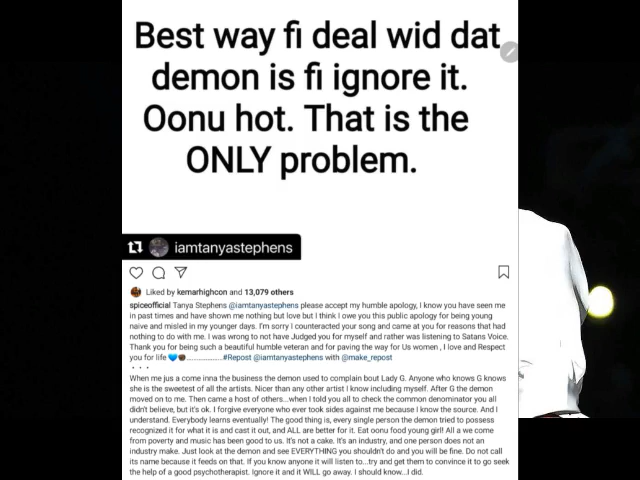 Best way fi deal wid dat
demon is fi ignore it.
Oonu hot. That is the
ONLY problem.
iamtanyastephens
Liked by kemarhighcon and 13,079 others
spiceofficial Tanya Stephens @iamtanyastephens please accept my humble apology, I know you have seen me
in past times and have shown me nothing but love but I think I owe you this public apology for being young
naive and misled in my younger days. I'm sorry I counteracted your song and came at you for reasons that had
nothing to do with me. I was wrong to not have Judged you for myself and rather was listening to Satans Voice.
Thank you for being such a beautiful humble veteran and for paving the way for Us women , I love and Respect
you for life 💙🤎.....................#Repost @iamtanyastephens with @make_repost
• • •
When me jus a come inna the business the demon used to complain bout Lady G. Anyone who knows G knows
she is the sweetest of all the artists. Nicer than any other artist I know including myself. After G the demon
moved on to me. Then came a host of others...when I told you all to check the common denominator you all
didn't believe, but it's ok. I forgive everyone who ever took sides against me because I know the source. And I
understand. Everybody learns eventually! The good thing is, every single person the demon tried to possess
recognized it for what it is and cast it out, and ALL are better for it. Eat oonu food young girl! All a we come
from poverty and music has been good to us. It's not a cake. It's an industry, and one person does not an
industry make. Just look at the demon and see EVERYTHING you shouldn't do and you will be fine. Do not call
its name because it feeds on that. If you know anyone it will listen to...try and get them to convince it to go seek
the help of a good psychotherapist. Ignore it and it WILL go away. I should know...I did.